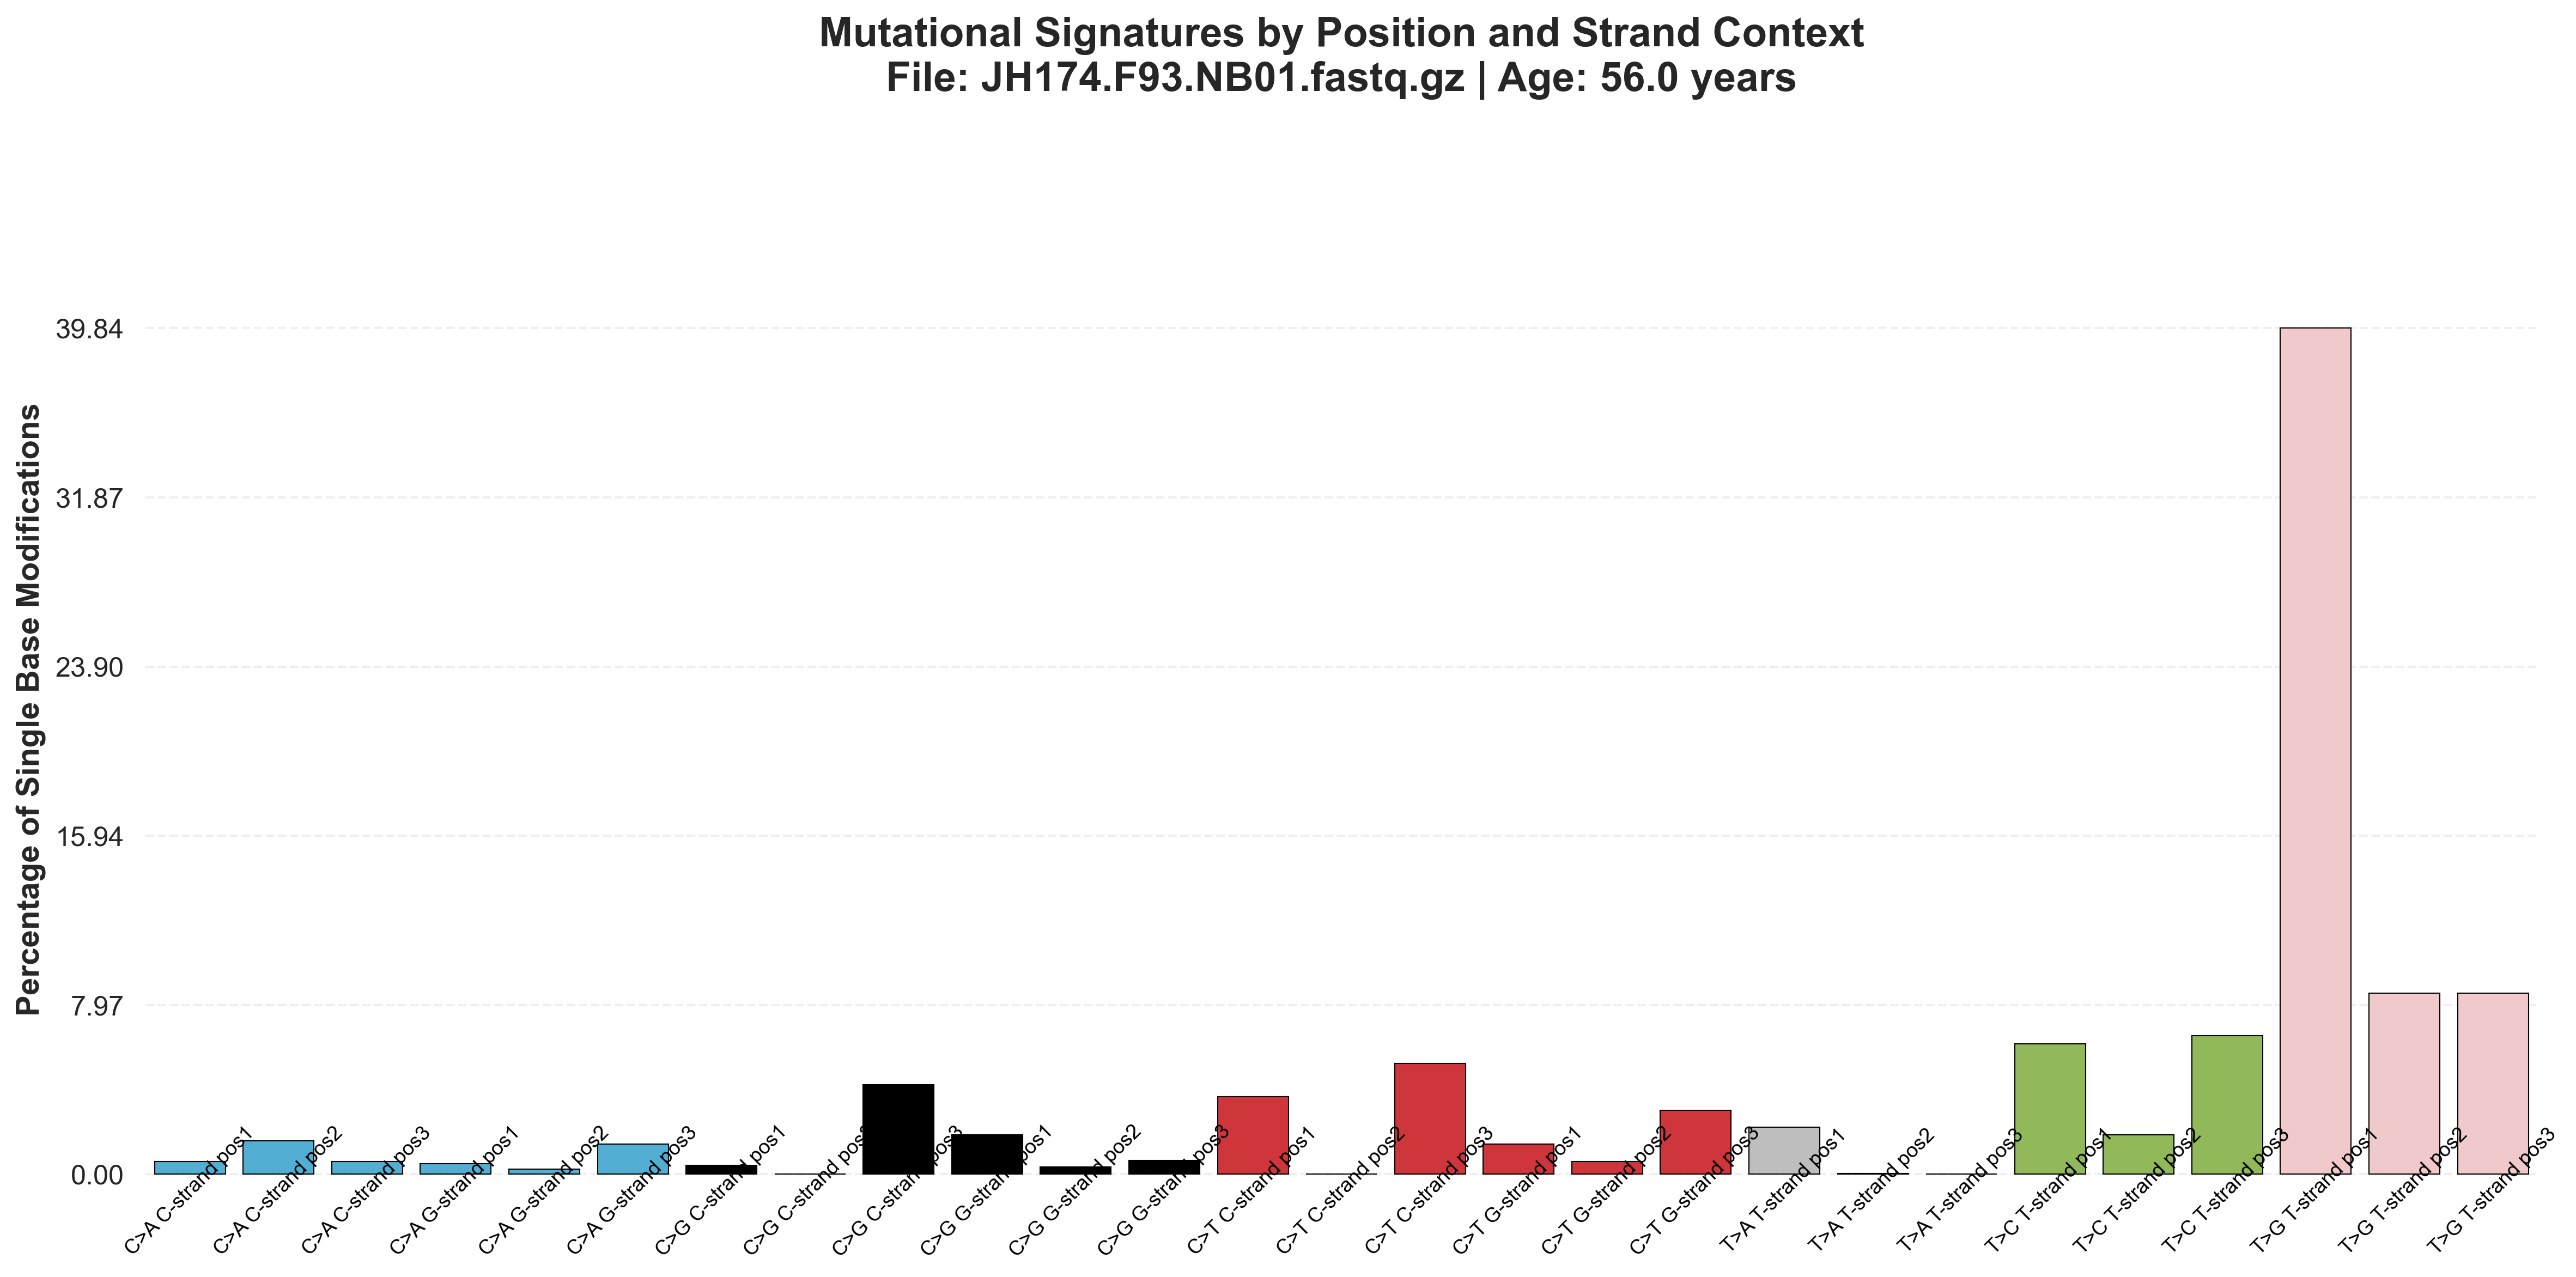 Mutational Signatures by Position and Strand Context
File: JH174.F93.NB01.fastq.gz | Age: 56.0 years
Percentage of Single Base Modifications
39.84
31.87
23.90
15.94
7.97
0.00
C>A C-strand pos1
C>A C-strand pos2
C>A C-strand pos3
C>A G-strand pos1
C>A G-strand pos2
C>A G-strand pos3
C>G C-strand pos1
C>G C-strand pos2
C>G C-strand pos3
C>G G-strand pos1
C>G G-strand pos2
C>G G-strand pos3
C>T C-strand pos1
C>T C-strand pos2
C>T C-strand pos3
C>T G-strand pos1
C>T G-strand pos2
C>T G-strand pos3
T>A T-strand pos1
T>A T-strand pos2
T>A T-strand pos3
T>C T-strand pos1
T>C T-strand pos2
T>C T-strand pos3
T>G T-strand pos1
T>G T-strand pos2
T>G T-strand pos3